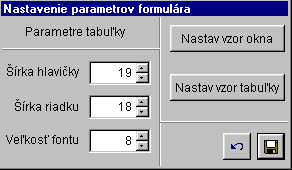 Nastavenie parametrov formulára
Parametre tabuľky
Šírka hlavičky 19
Šírka riadku 18
Veľkosť fontu 8
Nastav vzor okna
Nastav vzor tabuľky